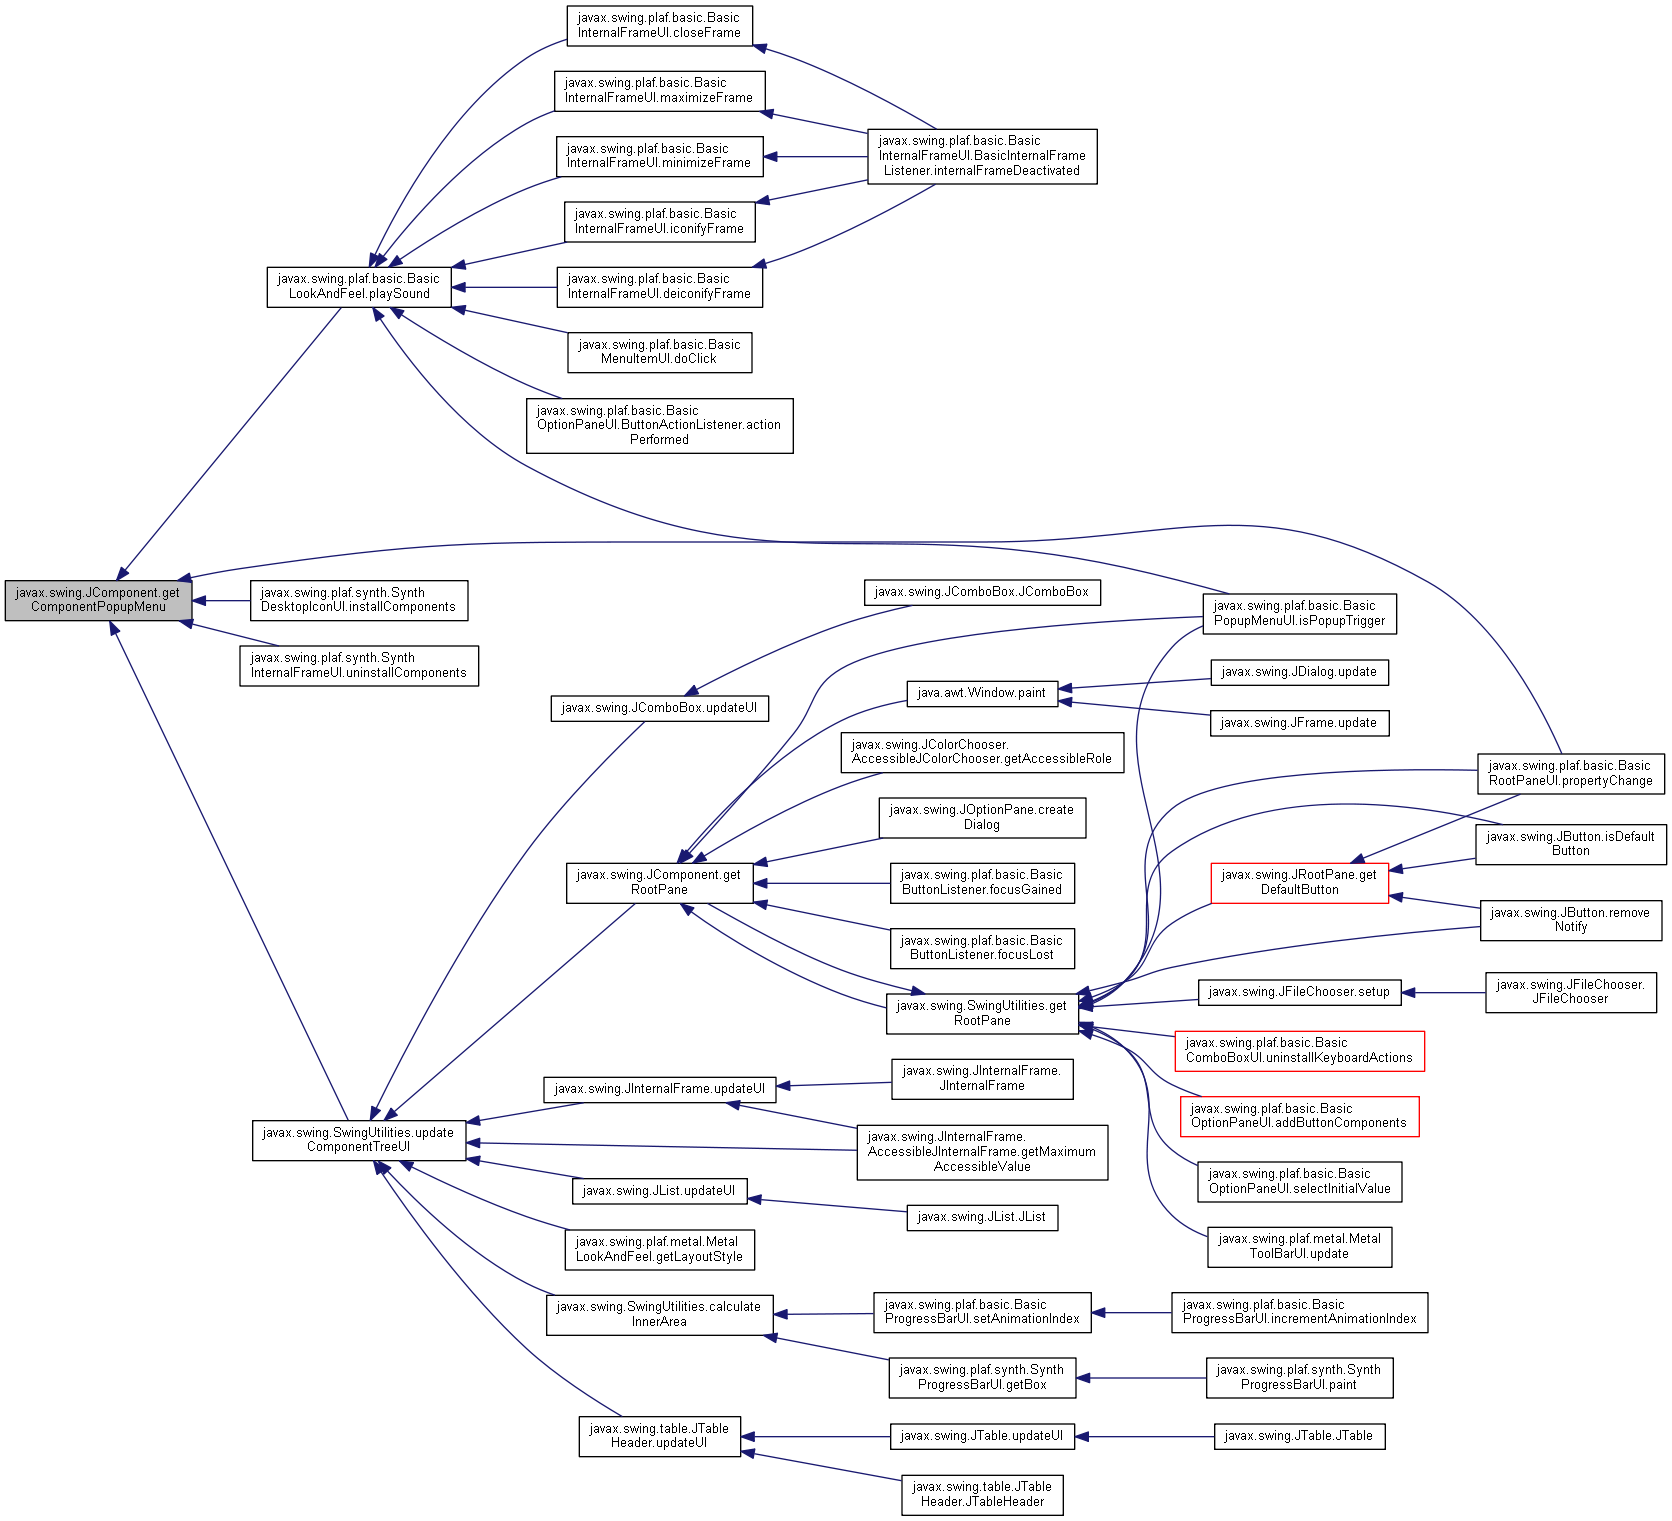 javax.swing.plaf.basic.Basic
InternalFrameUI.closeFrame
javax.swing.plaf.basic.Basic
InternalFrameUI.maximizeFrame
javax.swing.plaf.basic.Basic
InternalFrameUI.minimizeFrame
javax.swing.plaf.basic.Basic
InternalFrameUI.BasicInternalFrame
Listener.internalFrameDeactivated
javax.swing.plaf.basic.Basic
InternalFrameUI.iconifyFrame
javax.swing.plaf.basic.Basic
LookAndFeel.playSound
javax.swing.plaf.basic.Basic
InternalFrameUI.deiconifyFrame
javax.swing.plaf.basic.Basic
MenuItemUI.doClick
javax.swing.plaf.basic.Basic
OptionPaneUI.ButtonActionListener.action
Performed
javax.swing.JComponent.get
ComponentPopupMenu
javax.swing.plaf.synth.Synth
DesktopIconUI.installComponents
javax.swing.plaf.synth.Synth
InternalFrameUI.uninstallComponents
javax.swing.JComboBox.JComboBox
javax.swing.plaf.basic.Basic
PopupMenuUI.isPopupTrigger
javax.swing.JComboBox.updateUI
java.awt.Window.paint
javax.swing.JDialog.update
javax.swing.JFrame.update
javax.swing.JColorChooser.
AccessibleJColorChooser.getAccessibleRole
javax.swing.plaf.basic.Basic
RootPaneUI.propertyChange
javax.swing.JOptionPane.create
Dialog
javax.swing.JButton.isDefault
Button
javax.swing.JComponent.get
RootPane
javax.swing.plaf.basic.Basic
ButtonListener.focusGained
javax.swing.JRootPane.get
DefaultButton
javax.swing.JButton.remove
Notify
javax.swing.plaf.basic.Basic
ButtonListener.focusLost
javax.swing.SwingUtilities.get
RootPane
javax.swing.JFileChooser.setup
javax.swing.JFileChooser.
JFileChooser
javax.swing.plaf.basic.Basic
ComboBoxUI.uninstallKeyboardActions
javax.swing.plaf.basic.Basic
OptionPaneUI.addButtonComponents
javax.swing.plaf.basic.Basic
OptionPaneUI.selectInitialValue
javax.swing.plaf.metal.Metal
ToolBarUI.update
javax.swing.SwingUtilities.update
ComponentTreeUI
javax.swing.JInternalFrame.updateUI
javax.swing.JInternalFrame.
JInternalFrame
javax.swing.JInternalFrame.
AccessibleJInternalFrame.getMaximum
AccessibleValue
javax.swing.JList.updateUI
javax.swing.JList.JList
javax.swing.plaf.metal.Metal
LookAndFeel.getLayoutStyle
javax.swing.SwingUtilities.calculate
InnerArea
javax.swing.plaf.basic.Basic
ProgressBarUI.setAnimationIndex
javax.swing.plaf.basic.Basic
ProgressBarUI.incrementAnimationIndex
javax.swing.plaf.synth.Synth
ProgressBarUI.getBox
javax.swing.plaf.synth.Synth
ProgressBarUI.paint
javax.swing.table.JTable
Header.updateUI
javax.swing.JTable.updateUI
javax.swing.JTable.JTable
javax.swing.table.JTable
Header.JTableHeader